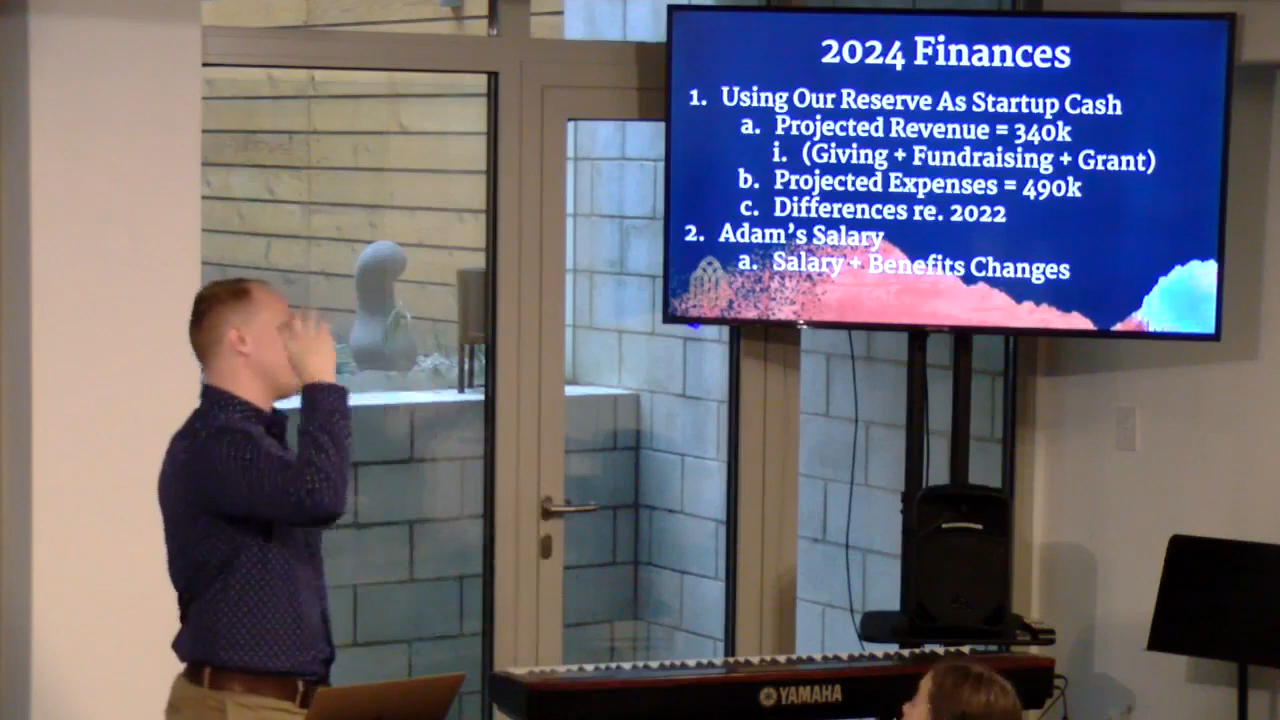 2024 Finances
1. Using Our Reserve As Startup Cash
a. Projected Revenue = 340k
i. (Giving + Fundraising + Grant)
b. Projected Expenses = 490k
c. Differences re. 2022
2. Adam's Salary
a. Salary + Benefits Changes
YAMAHA